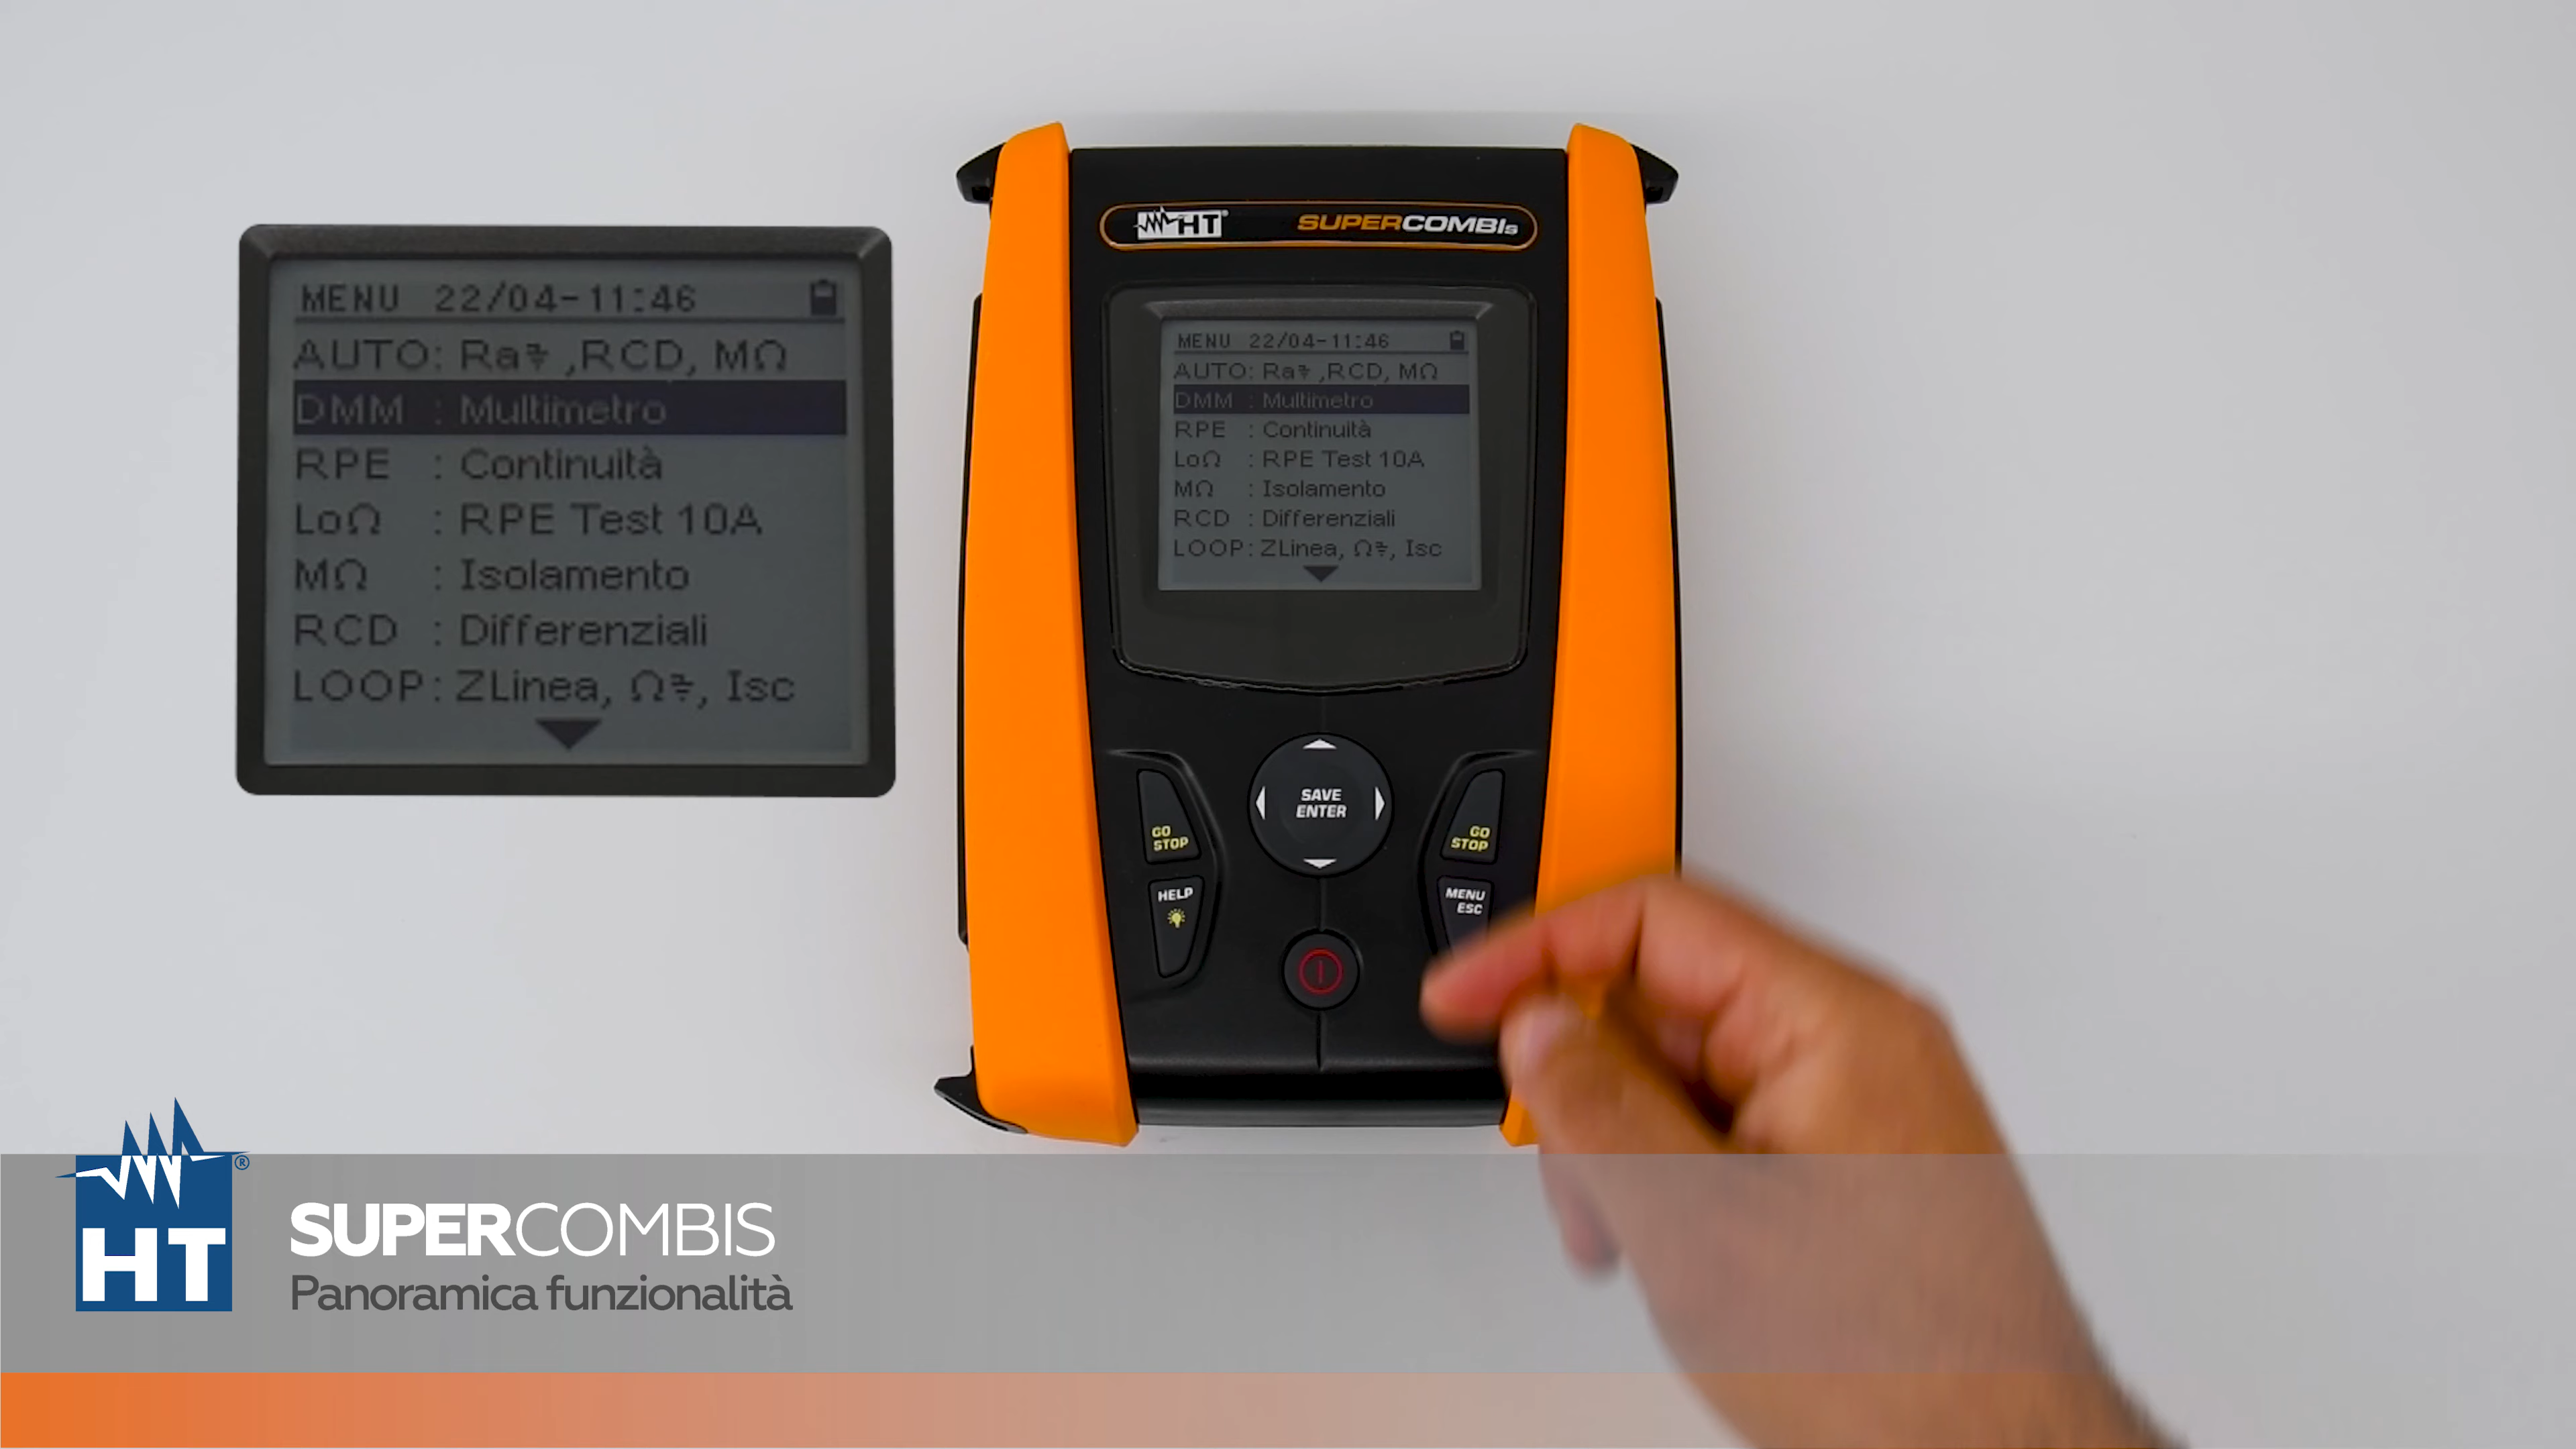 MENU 22/04-11:46
AUTO: Ra⏚ ,RCD, MΩ
DMM : Multimetro
RPE : Continuità
LoΩ : RPE Test 10A
MΩ : Isolamento
RCD : Differenziali
LOOP: ZLinea, Ω⏚, Isc
HT® SUPERCOMBIs
MENU 22/04-11:46
AUTO: Ra⏚ ,RCD, MΩ
DMM : Multimetro
RPE : Continuità
LoΩ : RPE Test 10A
MΩ : Isolamento
RCD : Differenziali
LOOP: ZLinea, Ω⏚, Isc
SAVE
ENTER
GO
STOP
GO
STOP
HELP
MENU
ESC
HT®
SUPERCOMBIS
Panoramica funzionalità